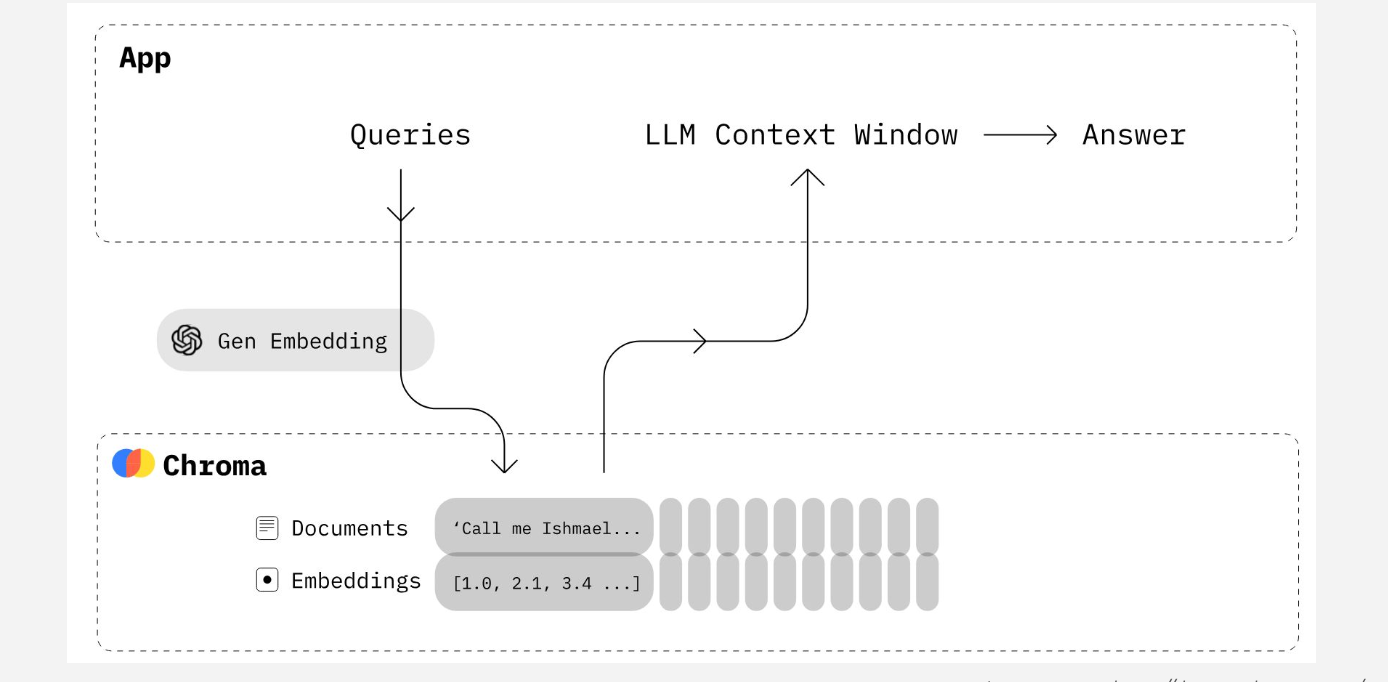 App
Queries
LLM Context Window
Answer
Gen Embedding
Chroma
Documents
‘Call me Ishmael...
Embeddings
[1.0, 2.1, 3.4 ...]